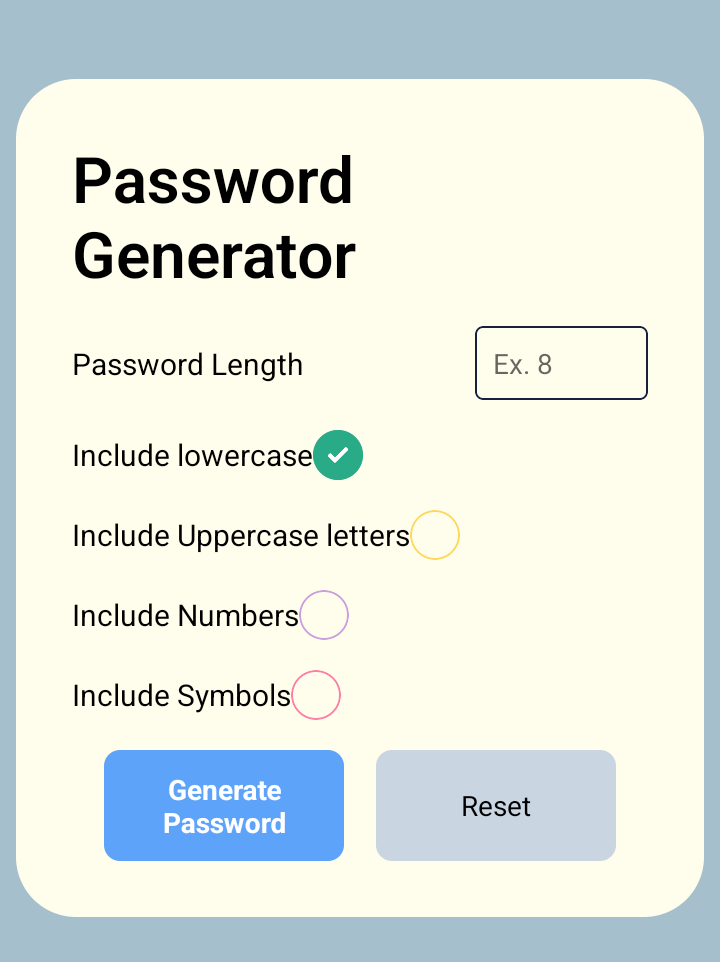 Password
Generator
Password Length
Ex. 8
Include lowercase
Include Uppercase letters
Include Numbers
Include Symbols
Generate
Password
Reset